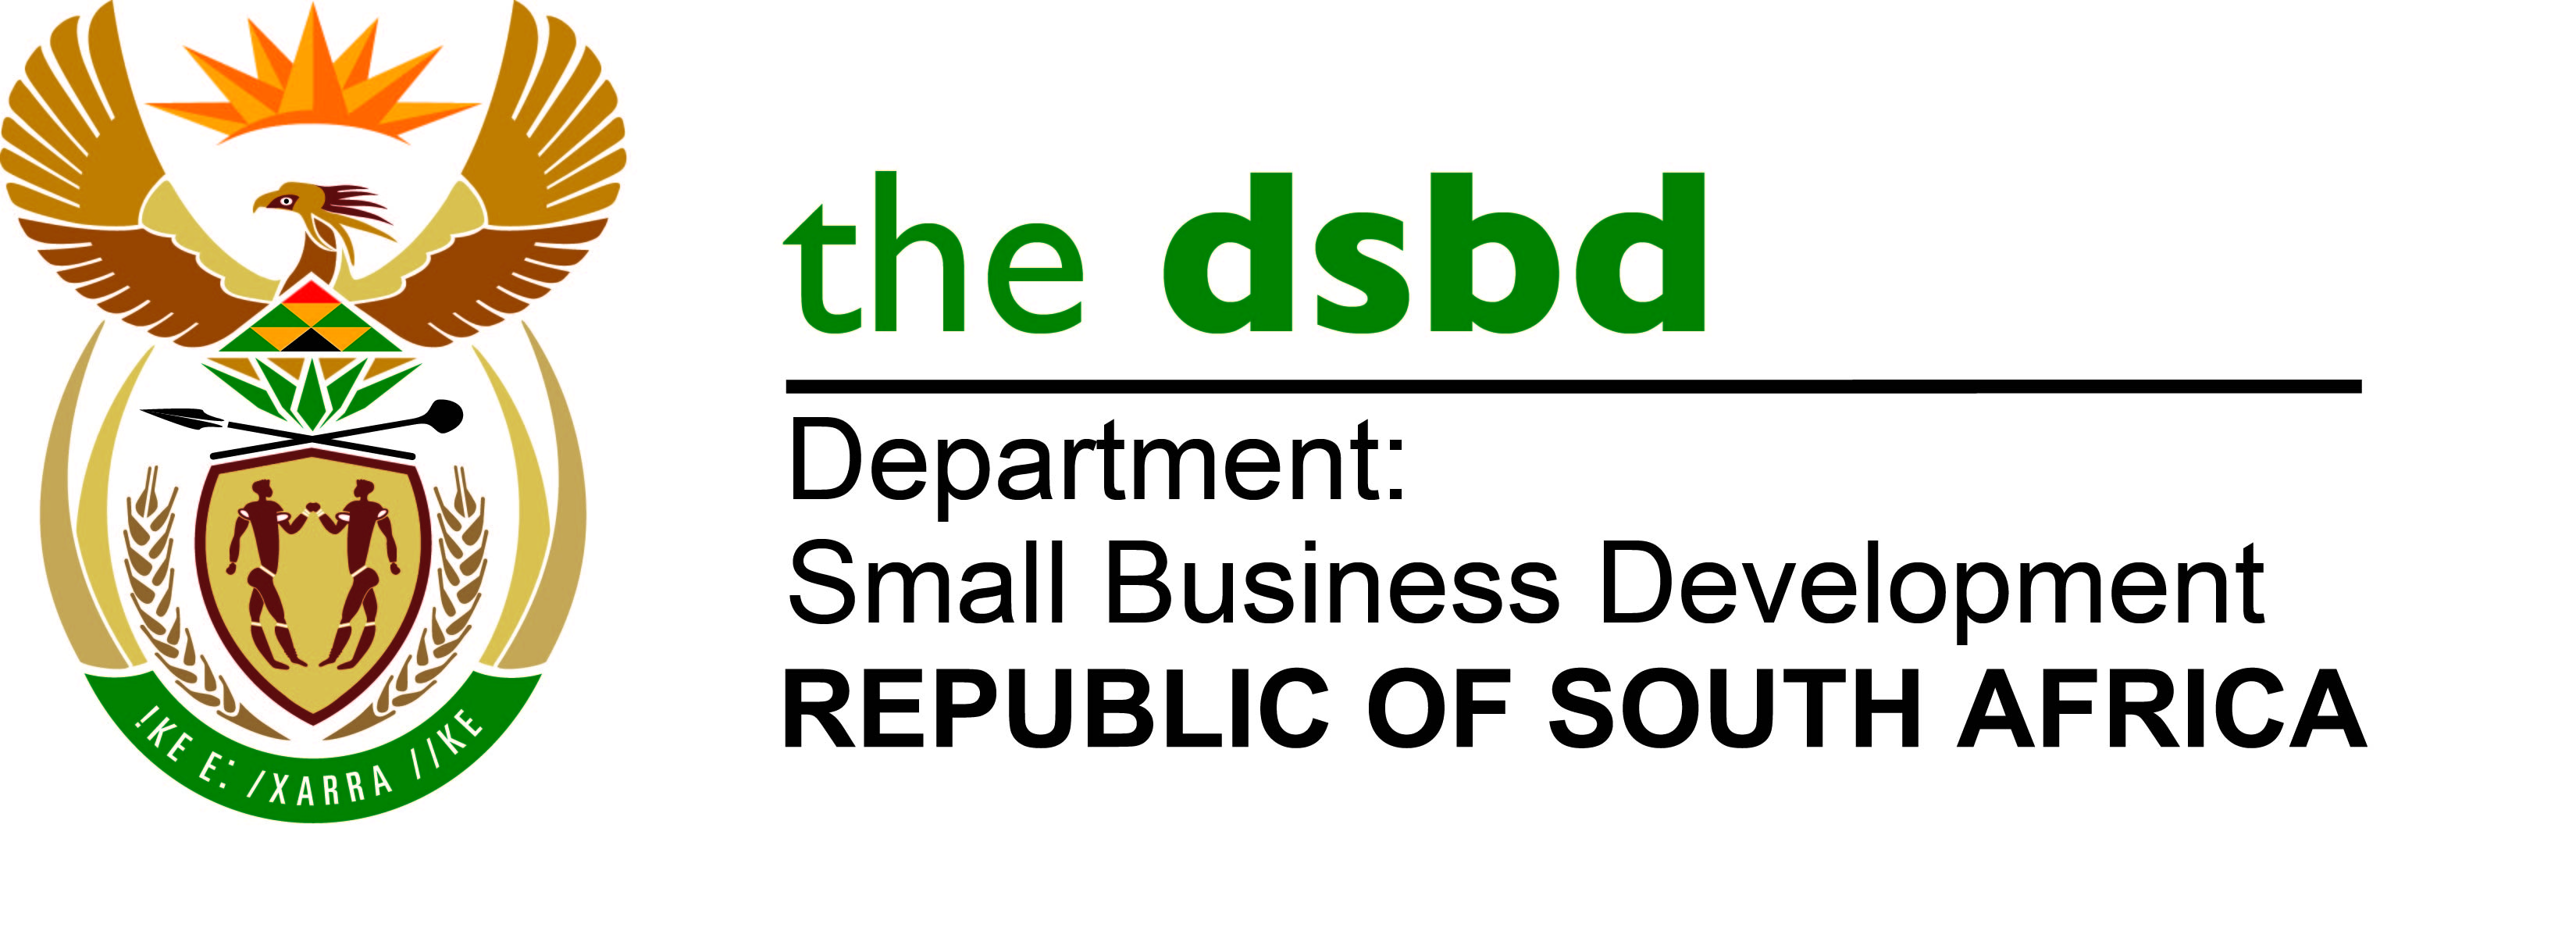 the dsbd
Department:
Small Business Development
REPUBLIC OF SOUTH AFRICA
!KE E: /XARRA //KE